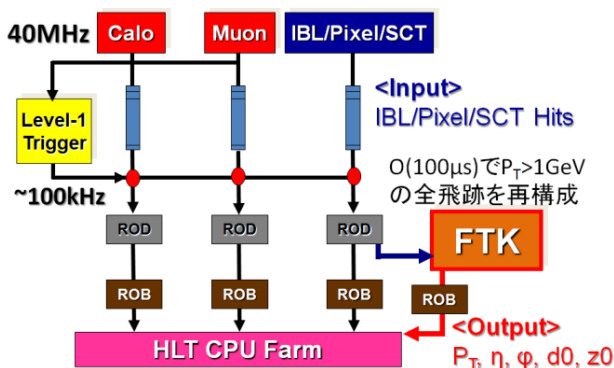 40MHz
Calo
Muon
IBL/Pixel/SCT
<Input>
IBL/Pixel/SCT Hits
Level-1
Trigger
~100kHz
O(100μs)でP_T>1GeV
の全飛跡を再構成
ROD
ROD
ROD
FTK
ROB
ROB
ROB
ROB
<Output>
P_T, η, φ, d0, z0
HLT CPU Farm